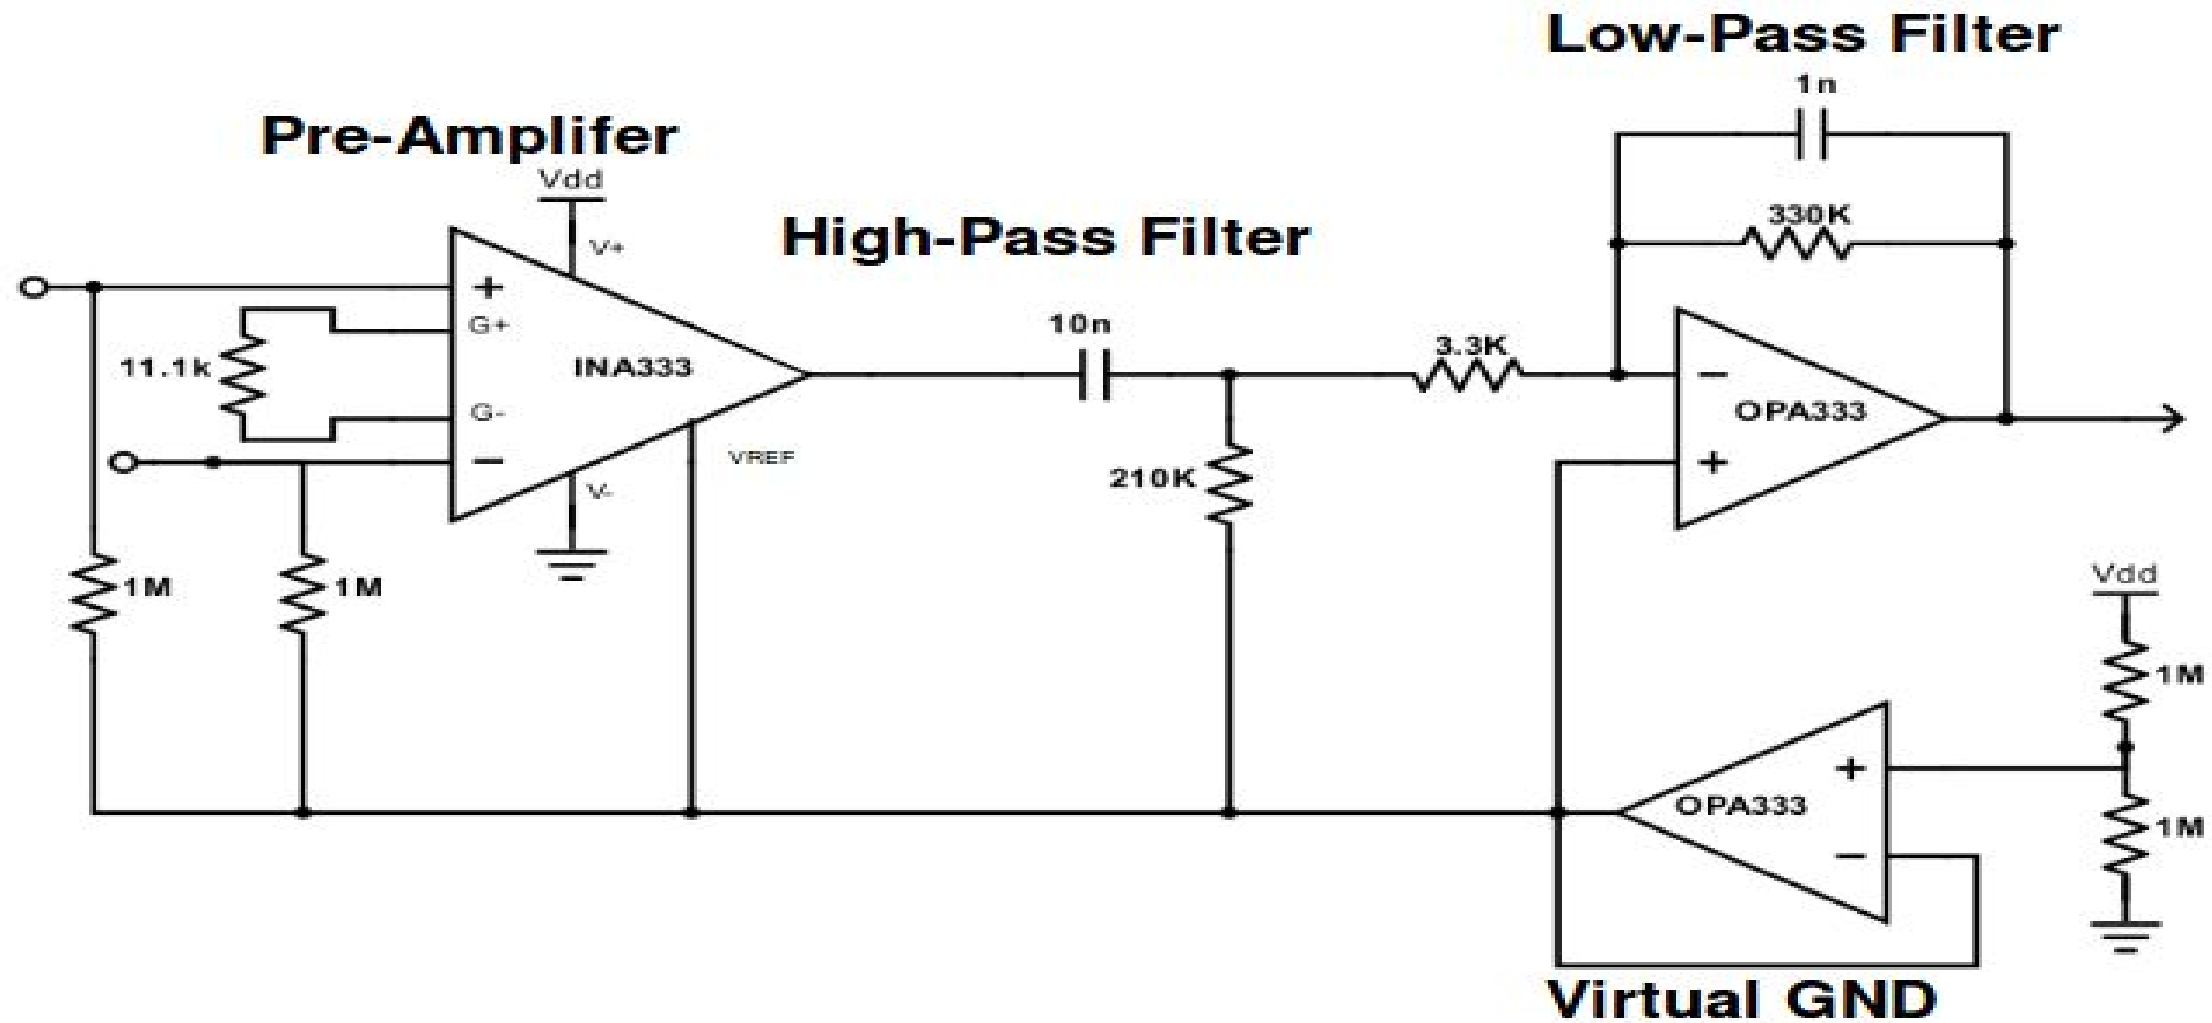 Low-Pass Filter
1n
Pre-Amplifer
Vdd
330K
V+
High-Pass Filter
+
G+
10n
3.3K
11.1k
INA333
−
G-
OPA333
−
VREF
+
210K
V-
Vdd
1M
1M
1M
+
OPA333
1M
−
Virtual GND